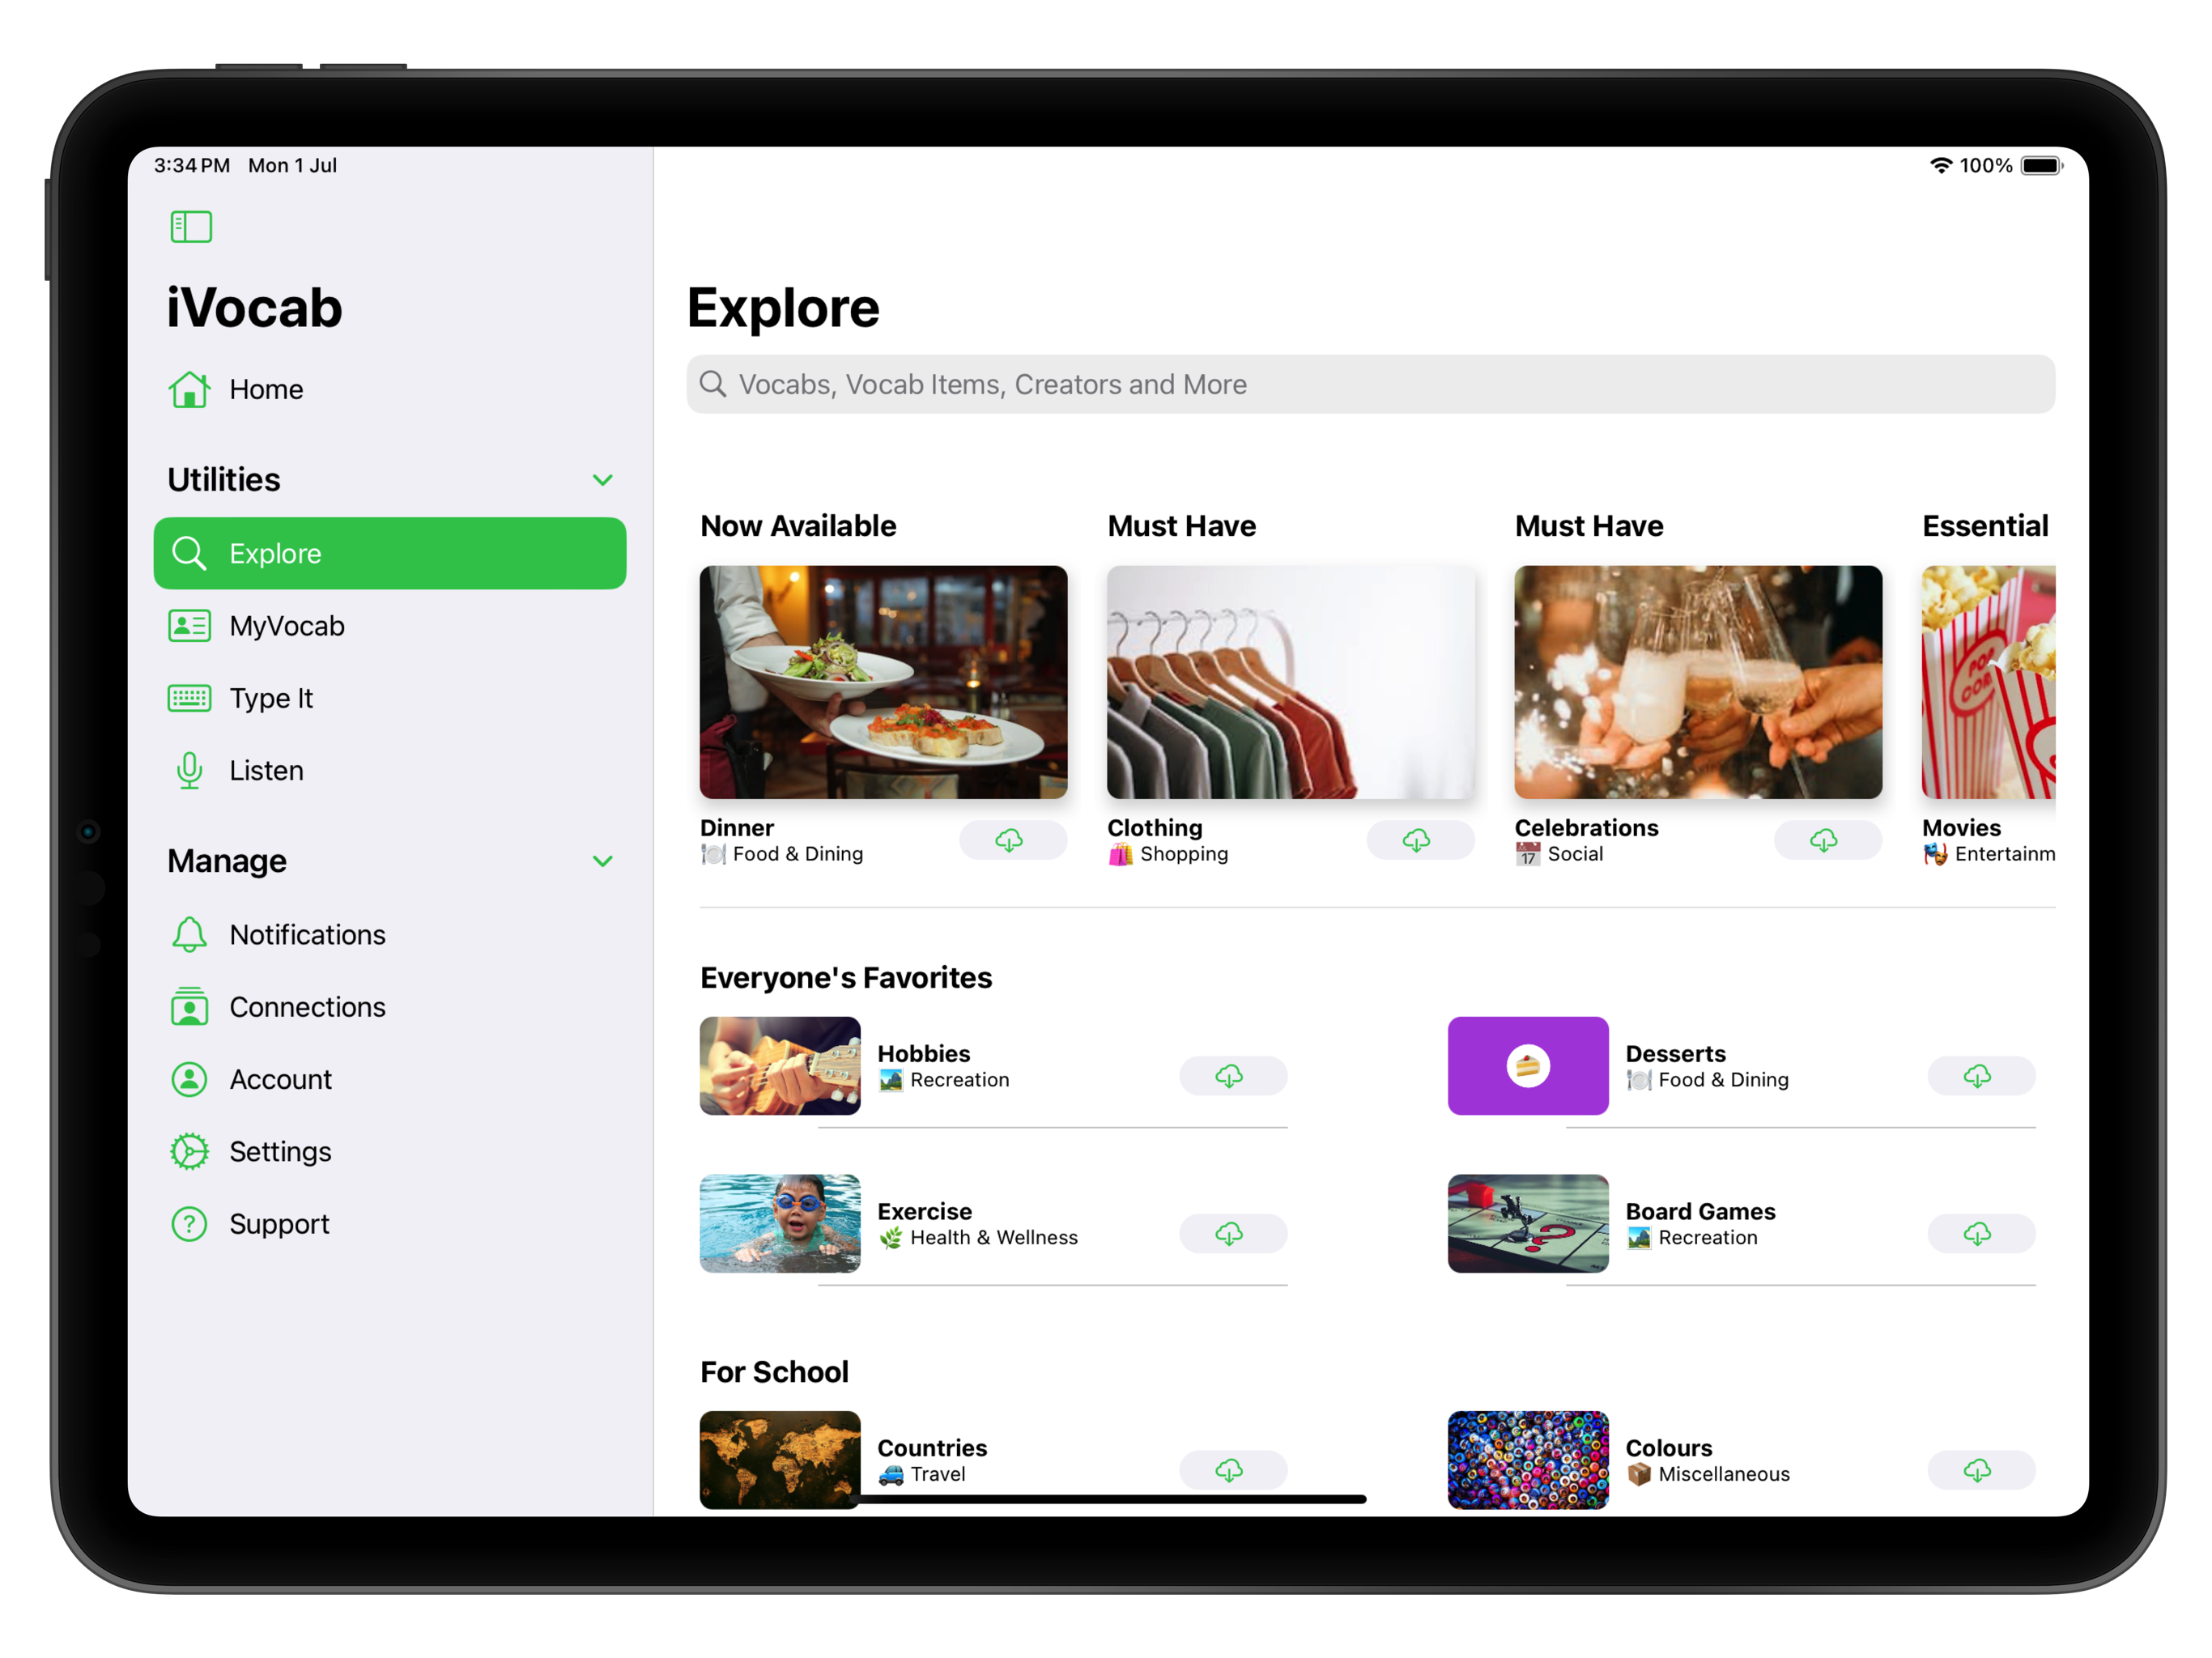 3:34 PM Mon 1 Jul
100%
iVocab
Home
Utilities
Explore
MyVocab
Type It
Listen
Manage
Notifications
Connections
Account
Settings
Support
Explore
Vocabs, Vocab Items, Creators and More
Now Available
Must Have
Must Have
Essential
POP
CORN
Dinner
Food & Dining
Clothing
Shopping
Celebrations
17 Social
Movies
Entertainm
Everyone's Favorites
Hobbies
Recreation
Desserts
Food & Dining
Exercise
Health & Wellness
Board Games
Recreation
For School
Countries
Travel
Colours
Miscellaneous